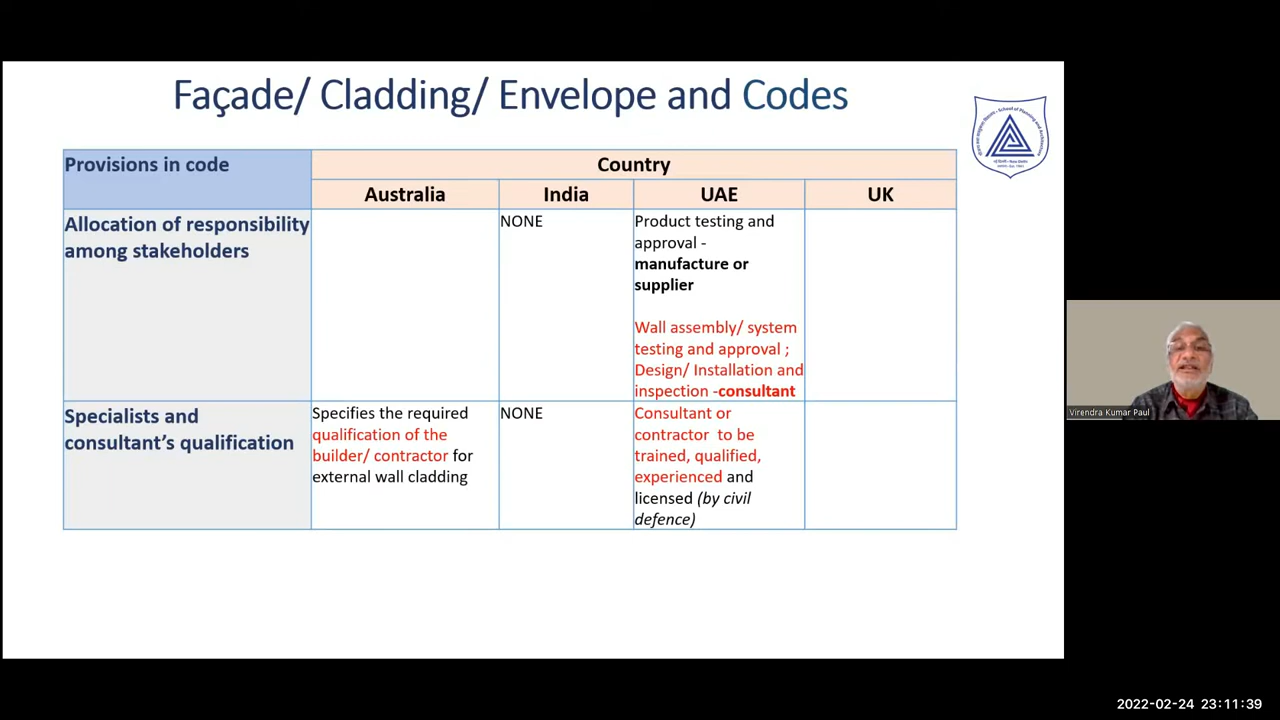 Façade/ Cladding/ Envelope and Codes
Provisions in code
Country
Australia
India
UAE
UK
Allocation of responsibility
among stakeholders
NONE
Product testing and
approval -
manufacture or
supplier
Wall assembly/ system
testing and approval ;
Design/ Installation and
inspection -consultant
Specialists and
consultant's qualification
Specifies the required
qualification of the
builder/ contractor for
external wall cladding
NONE
Consultant or
contractor to be
trained, qualified,
experienced and
licensed (by civil
defence)
Virendra Kumar Paul
2022-02-24 23:11:39